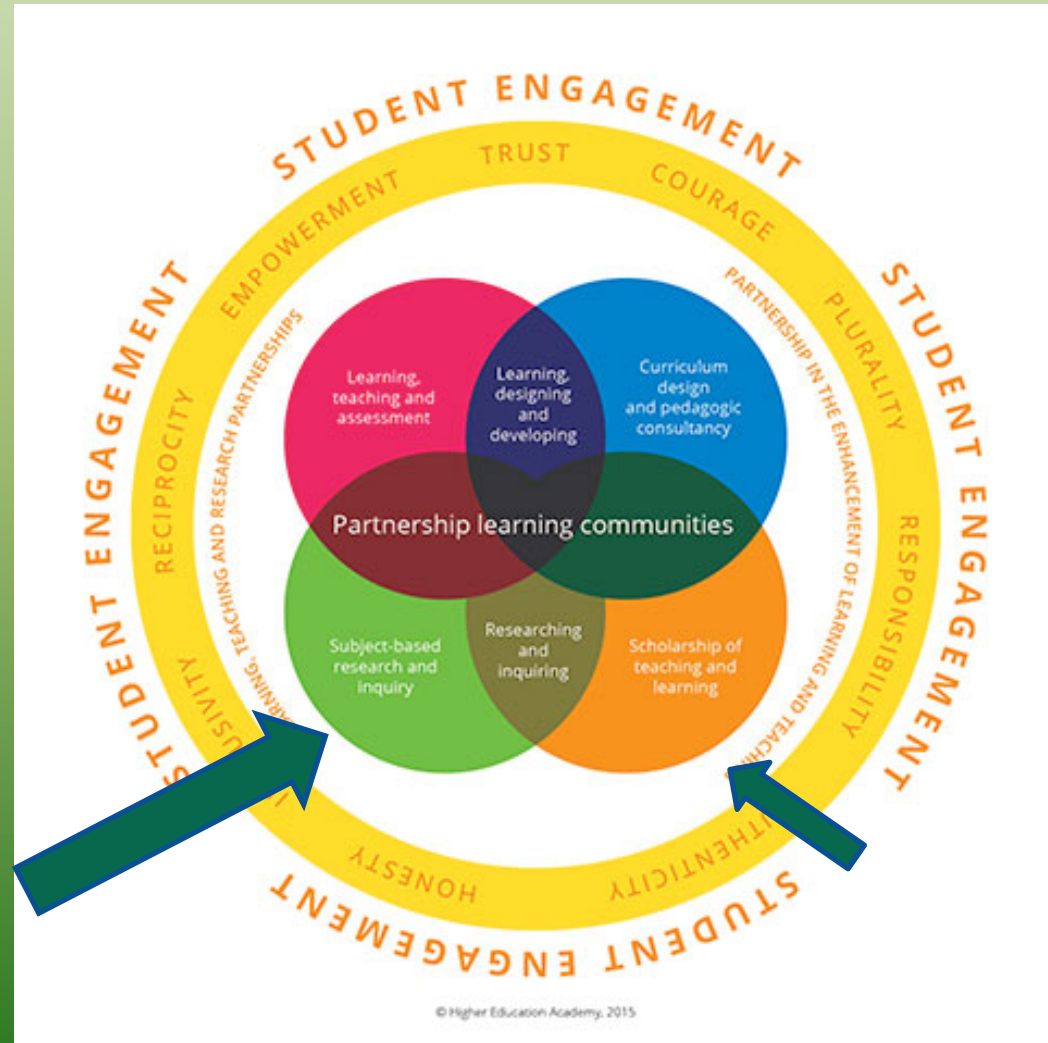 STUDENT ENGAGEMENT
STUDENT ENGAGEMENT
STUDENT ENGAGEMENT
STUDENT ENGAGEMENT
TRUST
COURAGE
PLURALITY
RESPONSIBILITY
HONESTY
RECIPROCITY
EMPOWERMENT
TEACHING AND RESEARCH PARTNERSHIPS
PARTNERSHIP IN THE ENHANCEMENT OF LEARNING AND
Learning,
teaching and
assessment
Learning,
designing
and
developing
Curriculum
design
and pedagogic
consultancy
Partnership learning communities
Subject-based
research and
inquiry
Researching
and
inquiring
Scholarship of
teaching and
learning
© Higher Education Academy, 2015